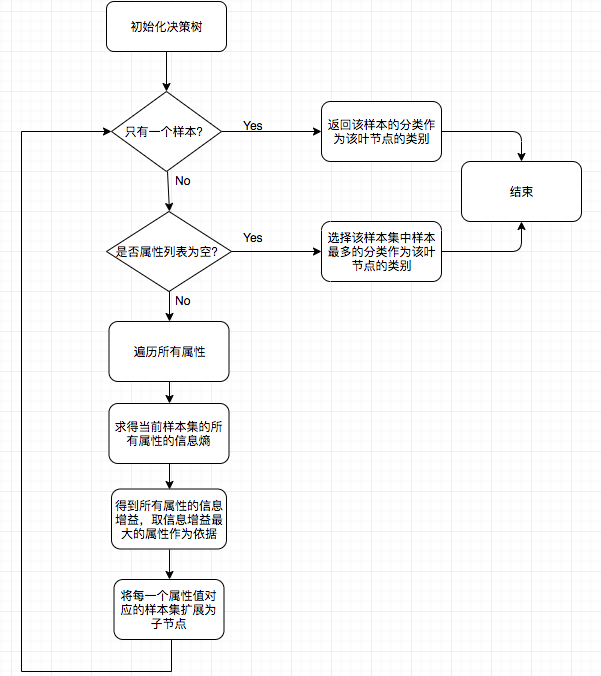 初始化决策树
只有一个样本?
Yes
返回该样本的分类作
为该叶节点的类别
结束
No
是否属性列表为空?
Yes
选择该样本集中样本
最多的分类作为该叶
节点的类别
No
遍历所有属性
求得当前样本集的所
有属性的信息熵
得到所有属性的信息
增益，取信息增益最
大的属性作为依据
将每一个属性值对
应的样本集扩展为
子节点